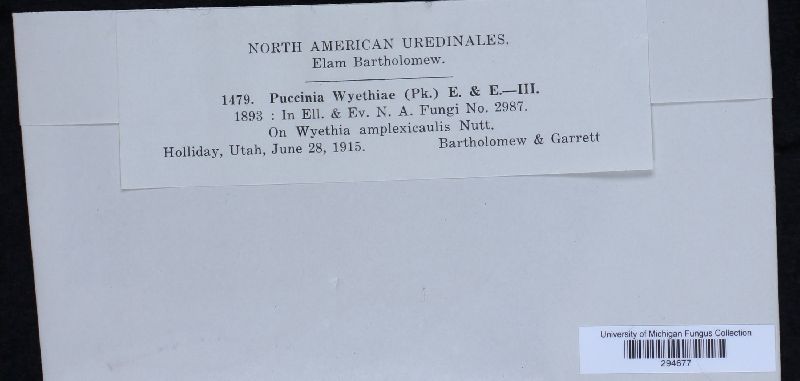 NORTH AMERICAN UREDINALES.
Elam Bartholomew.
1479. Puccinia Wyethiae (Pk.) E. & E.—III.
1893 : In Ell. & Ev. N. A. Fungi No. 2987.
On Wyethia amplexicaulis Nutt.
Holliday, Utah, June 28, 1915. Bartholomew & Garrett
University of Michigan Fungus Collection
294677